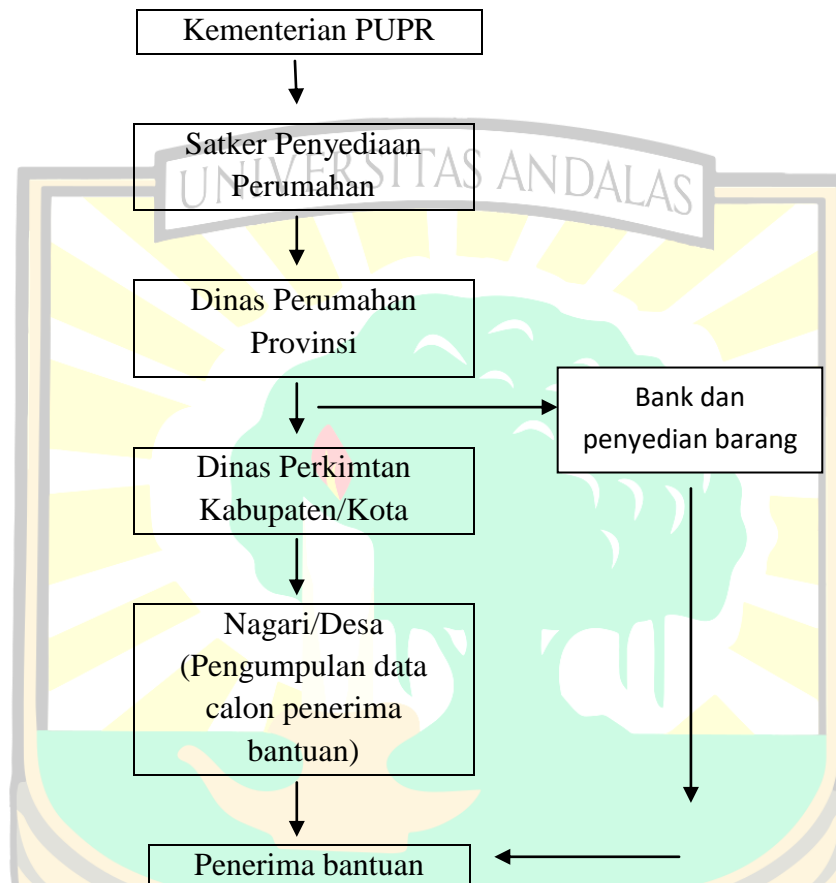 Kementerian PUPR
Satker Penyediaan
Perumahan
UNIVERSITAS ANDALAS
Dinas Perumahan
Provinsi
Bank dan
penyedian barang
Dinas Perkimtan
Kabupaten/Kota
Nagari/Desa
(Pengumpulan data
calon penerima
bantuan)
Penerima bantuan